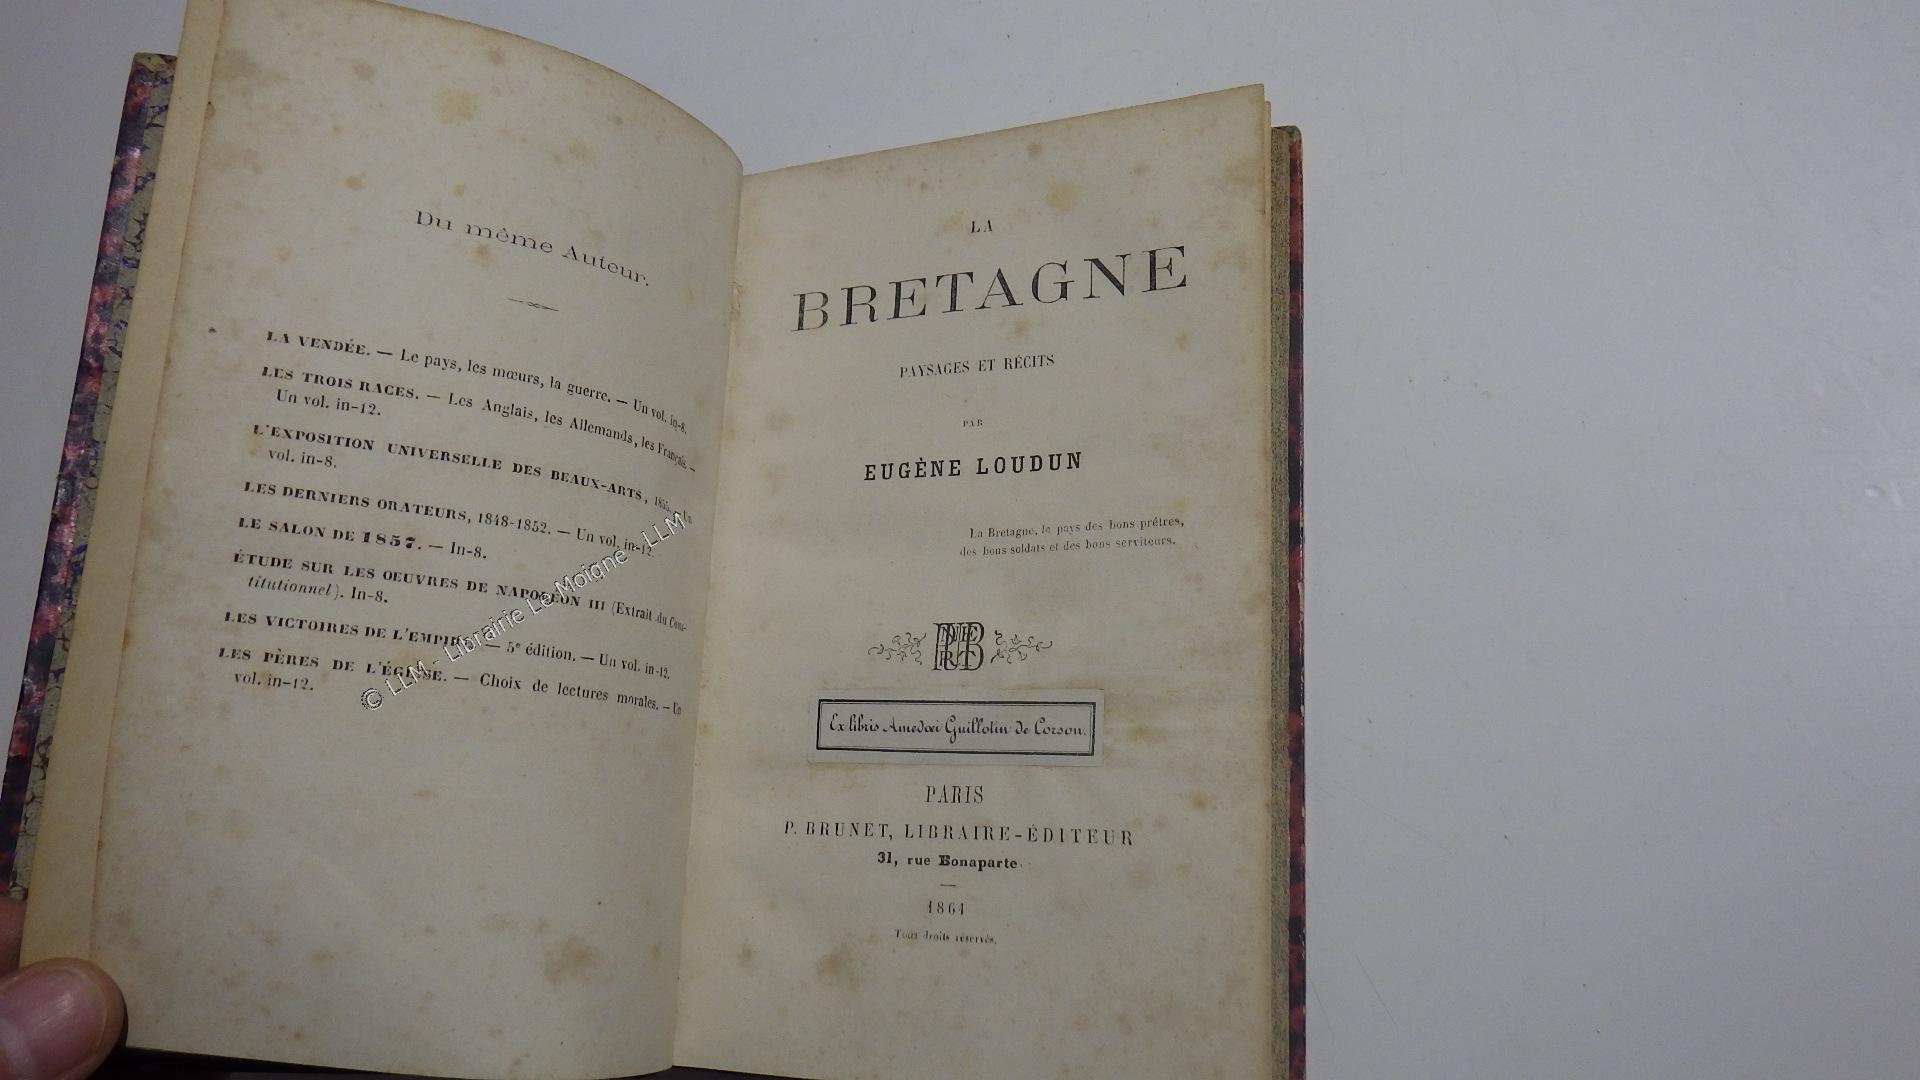 Du même Auteur.
LA VENDÉE. — Le pays, les mœurs, la guerre. — Un vol. in-8.
LES TROIS RACES. — Les Anglais, les Allemands, les Français. —
Un vol. in-12.
L'EXPOSITION UNIVERSELLE DES BEAUX-ARTS, 1855. — Un
vol. in-8.
LES DERNIERS ORATEURS, 1848-1852. — Un vol. in-12.
LE SALON DE 1857. — In-8.
ÉTUDE SUR LES OEUVRES DE NAPOLÉON III (Extrait du Cons-
titutionnel). In-8.
LES VICTOIRES DE L'EMPIRE. — 5e édition. — Un vol. in-12.
LES PÈRES DE L'ÉGLISE. — Choix de lectures morales. — Un
vol. in-12.
© LLM - Librairie Le Moigne - LLM
LA
BRETAGNE
PAYSAGES ET RÉCITS
PAR
EUGÈNE LOUDUN
La Bretagne, le pays des bons prêtres,
des bons soldats et des bons serviteurs.
Ex-libris Amedœi Guillotin de Corson.
PARIS
P. BRUNET, LIBRAIRE-ÉDITEUR
31, rue Bonaparte
1861
Tous droits réservés.